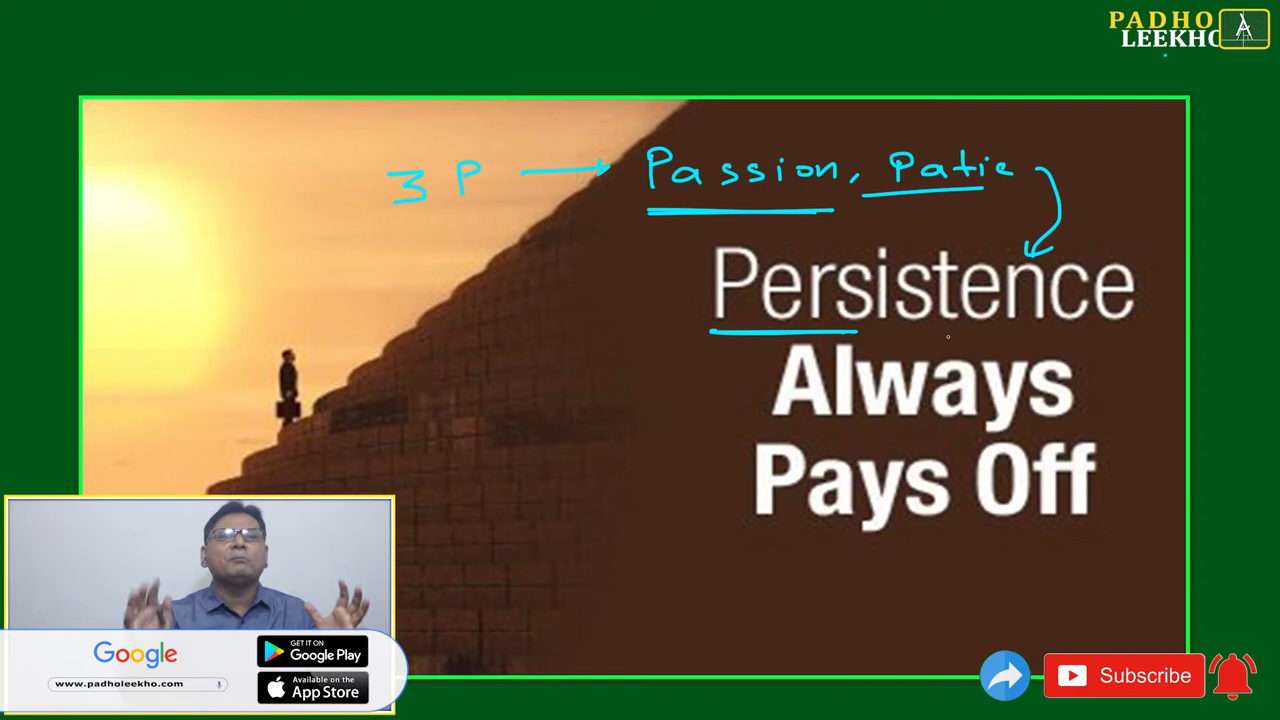 PADHO
LEEKHO
3 P → Passion, Patie
Persistence
Always
Pays Off
Google
www.padholeekho.com
GET IT ON
Google Play
Available on the
App Store
Subscribe